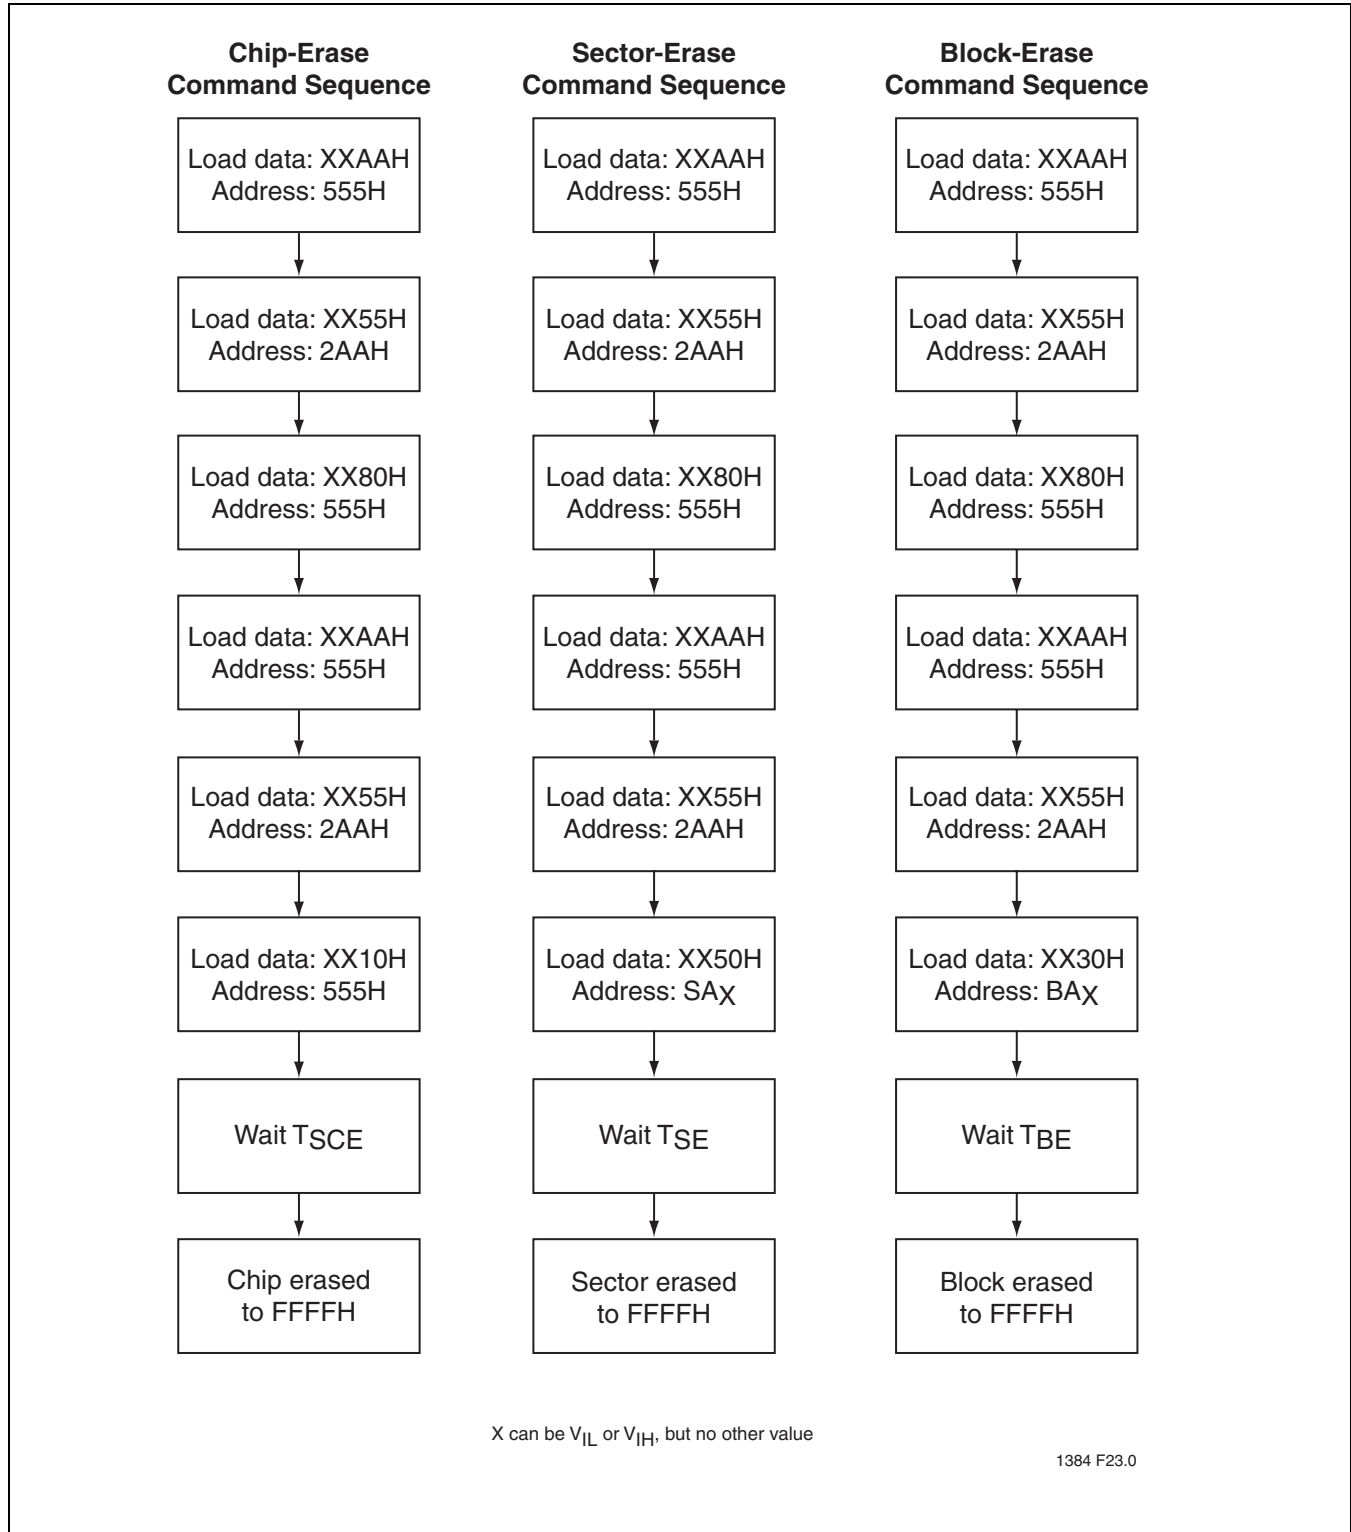 Chip-Erase
Command Sequence
Load data: XXAAH
Address: 555H
Load data: XX55H
Address: 2AAH
Load data: XX80H
Address: 555H
Load data: XXAAH
Address: 555H
Load data: XX55H
Address: 2AAH
Load data: XX10H
Address: 555H
Wait TSCE
Chip erased
to FFFFH
Sector-Erase
Command Sequence
Load data: XXAAH
Address: 555H
Load data: XX55H
Address: 2AAH
Load data: XX80H
Address: 555H
Load data: XXAAH
Address: 555H
Load data: XX55H
Address: 2AAH
Load data: XX50H
Address: SAX
Wait TSE
Sector erased
to FFFFH
Block-Erase
Command Sequence
Load data: XXAAH
Address: 555H
Load data: XX55H
Address: 2AAH
Load data: XX80H
Address: 555H
Load data: XXAAH
Address: 555H
Load data: XX55H
Address: 2AAH
Load data: XX30H
Address: BAX
Wait TBE
Block erased
to FFFFH
X can be VIL or VIH, but no other value
1384 F23.0